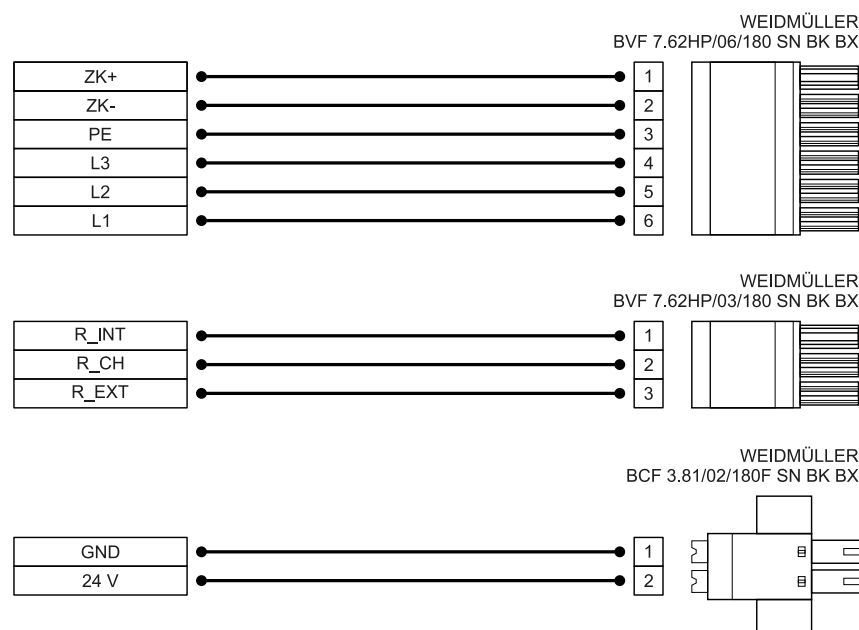 WEIDMÜLLER
BVF 7.62HP/06/180 SN BK BX
ZK+ 1
ZK- 2
PE 3
L3 4
L2 5
L1 6
WEIDMÜLLER
BVF 7.62HP/03/180 SN BK BX
R_INT 1
R_CH 2
R_EXT 3
WEIDMÜLLER
BCF 3.81/02/180F SN BK BX
GND 1
24 V 2